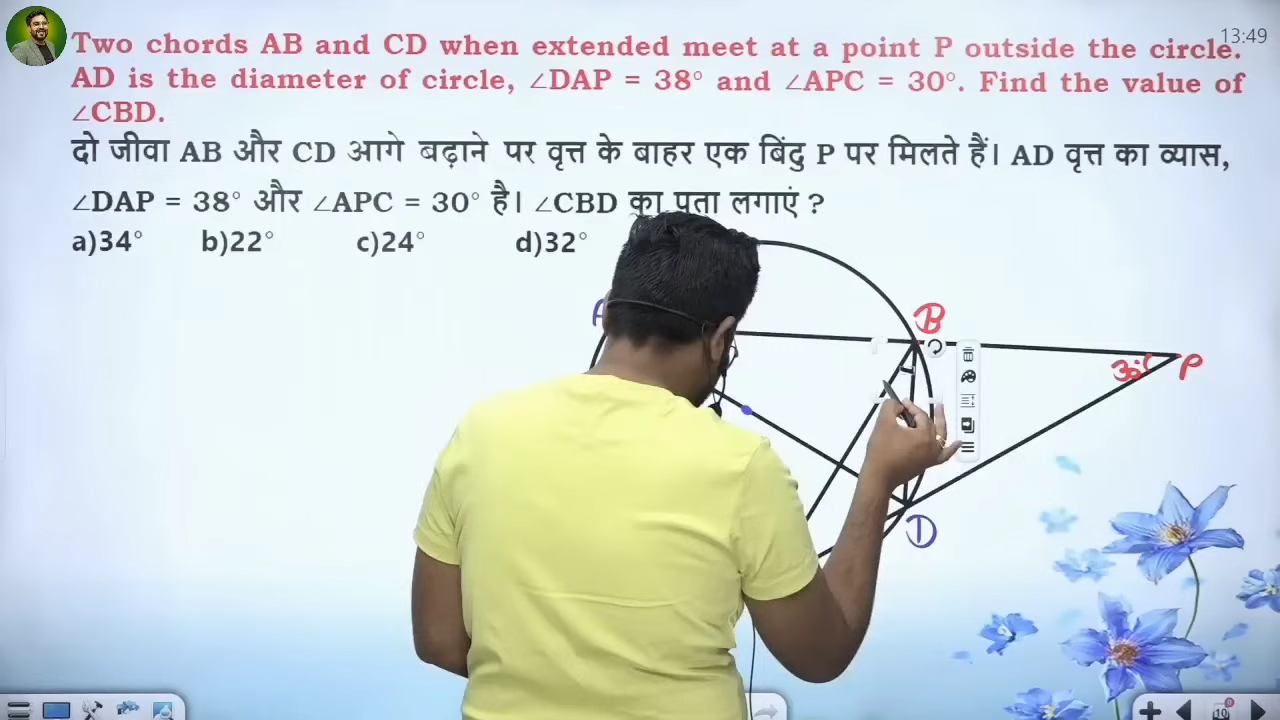 13:49
Two chords AB and CD when extended meet at a point P outside the circle.
AD is the diameter of circle, ∠DAP = 38° and ∠APC = 30°. Find the value of
∠CBD.
दो जीवा AB और CD आगे बढ़ाने पर वृत्त के बाहर एक बिंदु P पर मिलते हैं। AD वृत्त का व्यास,
∠DAP = 38° और ∠APC = 30° है। ∠CBD का पता लगाएं ?
a)34° b)22° c)24° d)32°
A
B
30°
P
D
10